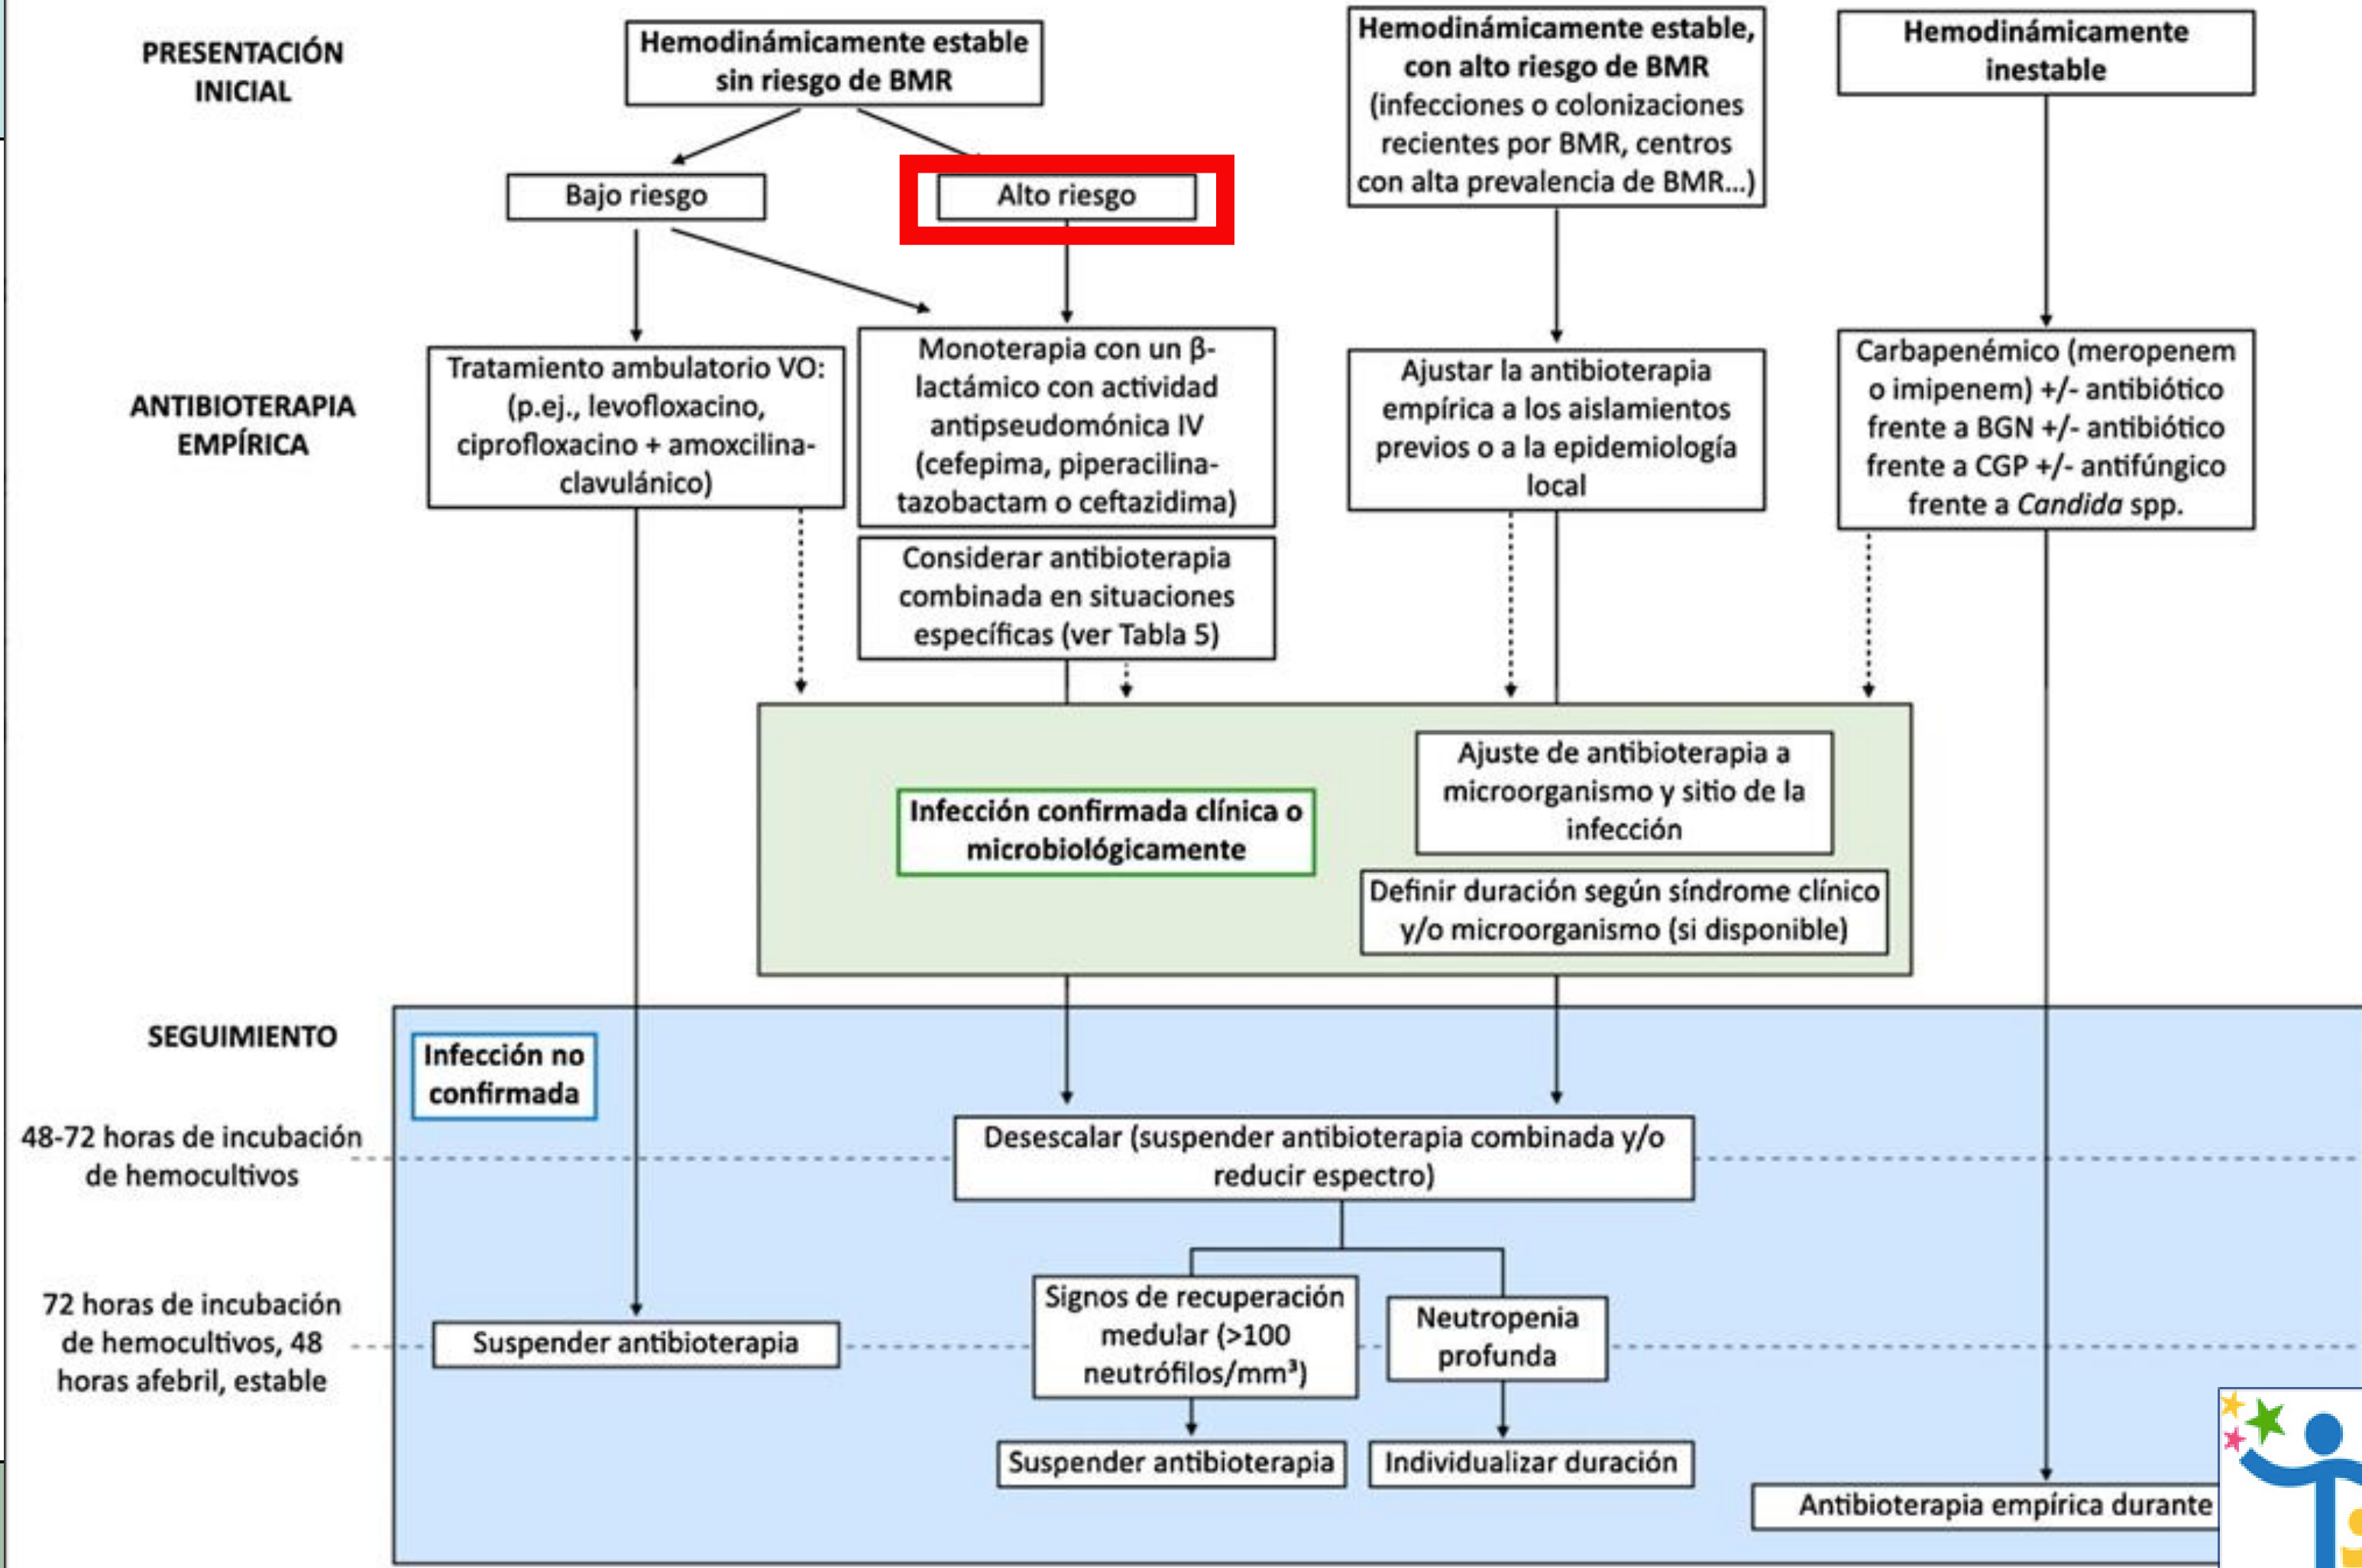 PRESENTACIÓN
INICIAL
Hemodinámicamente estable
sin riesgo de BMR
Hemodinámicamente estable,
con alto riesgo de BMR
(infecciones o colonizaciones
recientes por BMR, centros
con alta prevalencia de BMR...)
Hemodinámicamente
inestable
Bajo riesgo
Alto riesgo
ANTIBIOTERAPIA
EMPÍRICA
Tratamiento ambulatorio VO:
(p.ej., levofloxacino,
ciprofloxacino + amoxcilina-
clavulánico)
Monoterapia con un β-
lactámico con actividad
antipseudomónica IV
(cefepima, piperacilina-
tazobactam o ceftazidima)
Considerar antibioterapia
combinada en situaciones
específicas (ver Tabla 5)
Ajustar la antibioterapia
empírica a los aislamientos
previos o a la epidemiología
local
Carbapenémico (meropenem
o imipenem) +/- antibiótico
frente a BGN +/- antibiótico
frente a CGP +/- antifúngico
frente a Candida spp.
Infección confirmada clínica o
microbiológicamente
Ajuste de antibioterapia a
microorganismo y sitio de la
infección
Definir duración según síndrome clínico
y/o microorganismo (si disponible)
SEGUIMIENTO
Infección no
confirmada
48-72 horas de incubación
de hemocultivos
Desescalar (suspender antibioterapia combinada y/o
reducir espectro)
72 horas de incubación
de hemocultivos, 48
horas afebril, estable
Suspender antibioterapia
Signos de recuperación
medular (>100
neutrófilos/mm³)
Neutropenia
profunda
Suspender antibioterapia
Individualizar duración
Antibioterapia empírica durante